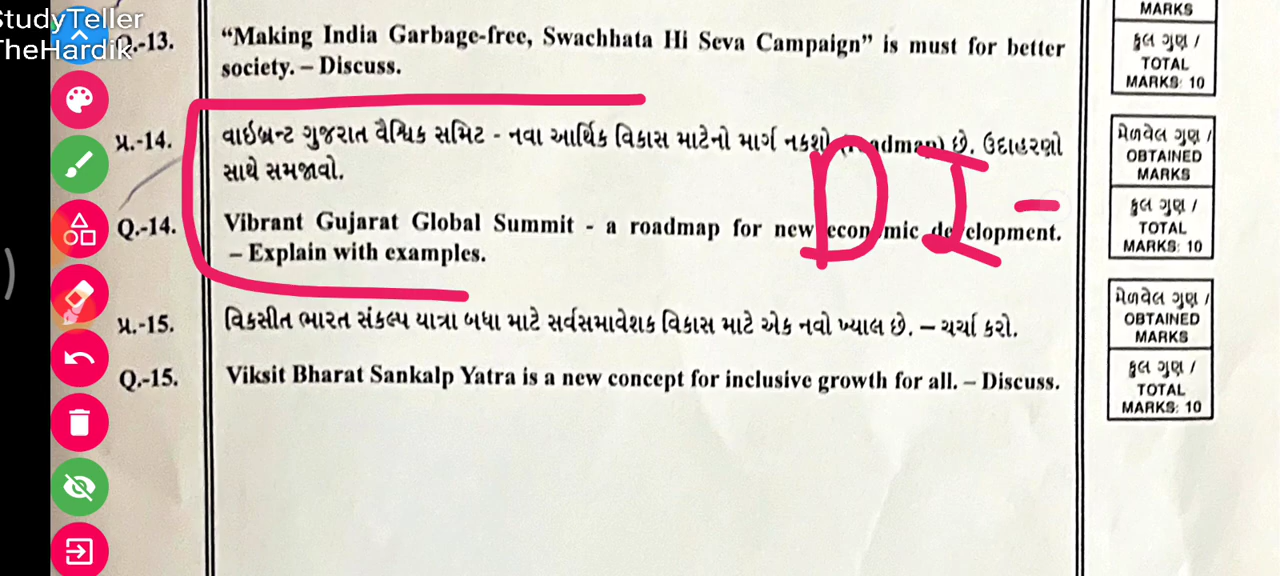 StudyTeller
TheHardik
Q.-13. "Making India Garbage-free, Swachhata Hi Seva Campaign" is must for better
society. – Discuss.
MARKS
કુલ ગુણ /
TOTAL
MARKS: 10
પ્ર.-14. વાઇબ્રન્ટ ગુજરાત વૈશ્વિક સમિટ - નવા આર્થિક વિકાસ માટેનો માર્ગ નકશો (roadmap) છે. ઉદાહરણો
સાથે સમજાવો.
DI-
Q.-14. Vibrant Gujarat Global Summit - a roadmap for new economic development.
– Explain with examples.
મેળવેલ ગુણ /
OBTAINED
MARKS
કુલ ગુણ /
TOTAL
MARKS: 10
પ્ર.-15. વિકસીત ભારત સંકલ્પ યાત્રા બધા માટે સર્વસમાવેશક વિકાસ માટે એક નવો ખ્યાલ છે. – ચર્ચા કરો.
Q.-15. Viksit Bharat Sankalp Yatra is a new concept for inclusive growth for all. – Discuss.
મેળવેલ ગુણ /
OBTAINED
MARKS
કુલ ગુણ /
TOTAL
MARKS: 10